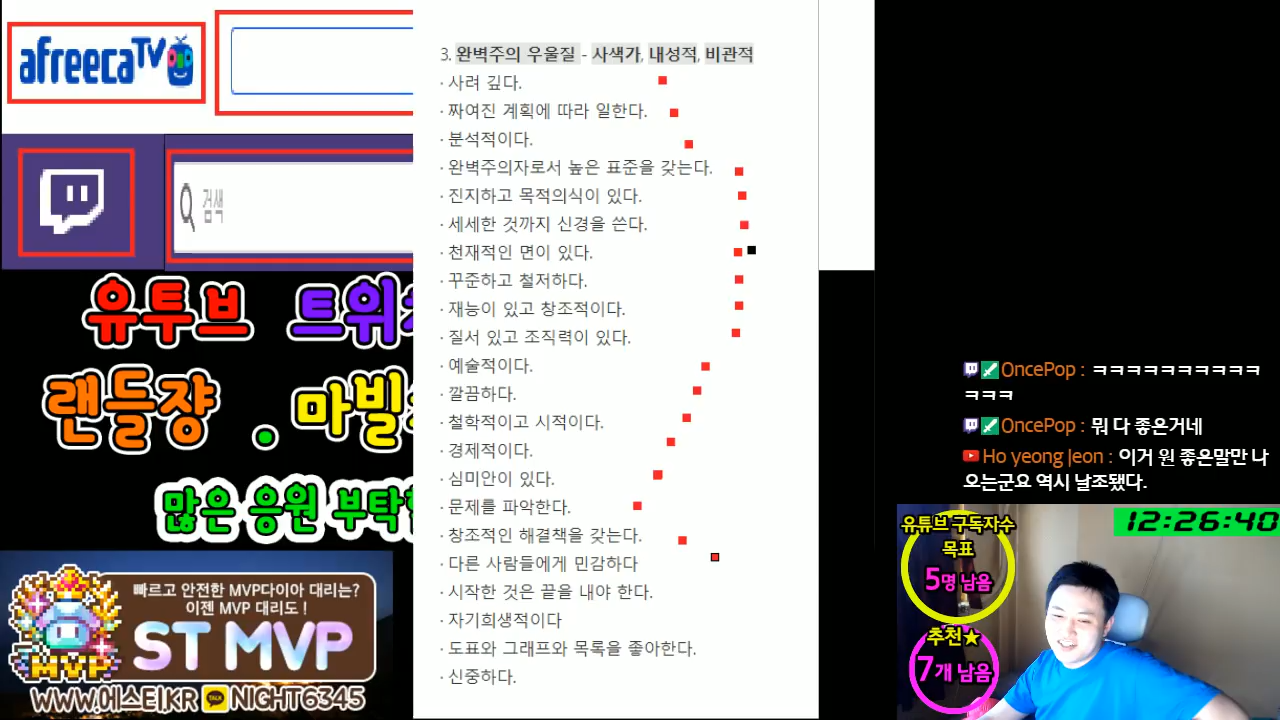 afreecaTV
검색
유튜브 트위치
랜들쟝 . 마빌
많은 응원 부탁
빠르고 안전한 MVP다이아 대리는?
이젠 MVP 대리도 !
ST MVP
MVP
WWW.에스티.KR TALK NIGHT6345
3. 완벽주의 우울질 - 사색가, 내성적, 비관적
· 사려 깊다.
· 짜여진 계획에 따라 일한다.
· 분석적이다.
· 완벽주의자로서 높은 표준을 갖는다.
· 진지하고 목적의식이 있다.
· 세세한 것까지 신경을 쓴다.
· 천재적인 면이 있다.
· 꾸준하고 철저하다.
· 재능이 있고 창조적이다.
· 질서 있고 조직력이 있다.
· 예술적이다.
· 깔끔하다.
· 철학적이고 시적이다.
· 경제적이다.
· 심미안이 있다.
· 문제를 파악한다.
· 창조적인 해결책을 갖는다.
· 다른 사람들에게 민감하다
· 시작한 것은 끝을 내야 한다.
· 자기희생적이다
· 도표와 그래프와 목록을 좋아한다.
· 신중하다.
OncePop : ㅋㅋㅋㅋㅋㅋㅋㅋㅋㅋ
ㅋㅋㅋ
OncePop : 뭐 다 좋은거네
Ho yeong Jeon : 이거 원 좋은말만 나
오는군요 역시 날조됐다.
유튜브 구독자수
목표
5명 남음
추천★
7개 남음
12:26:40